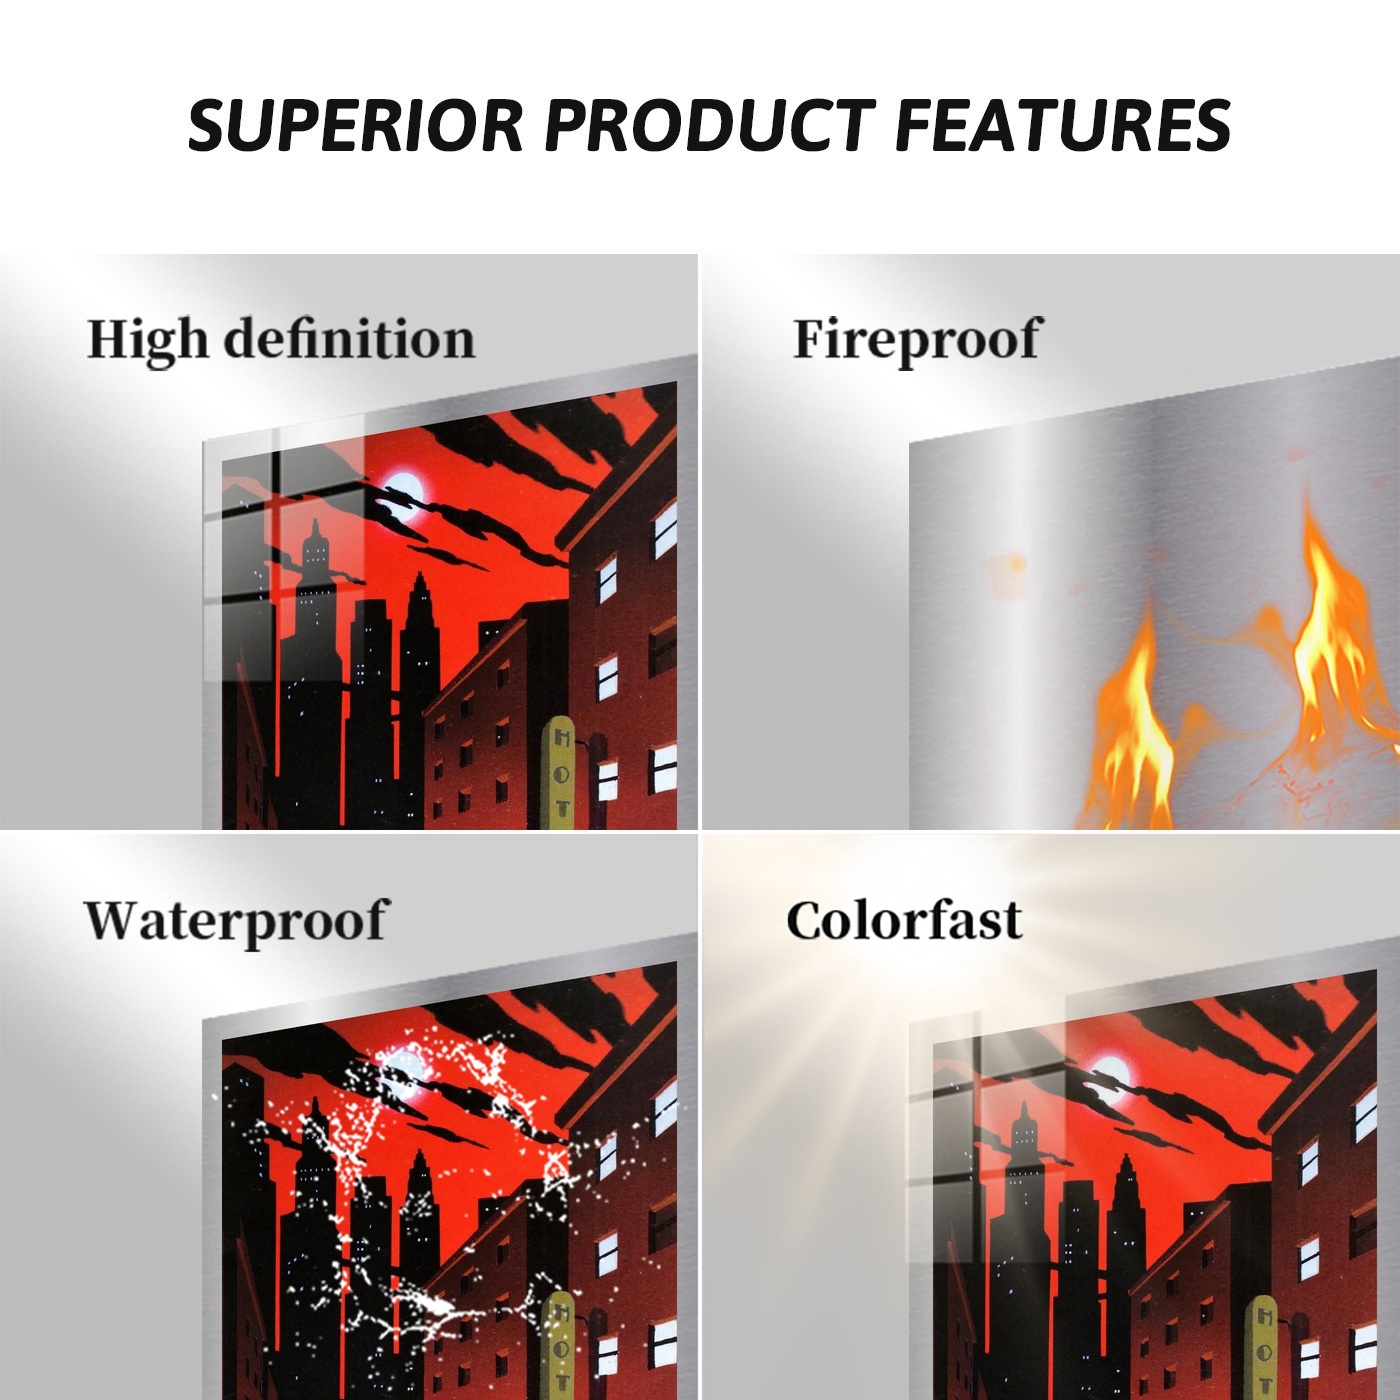 SUPERIOR PRODUCT FEATURES
High definition
Fireproof
H
O
T
Waterproof
Colorfast
H
O
T
H
O
T